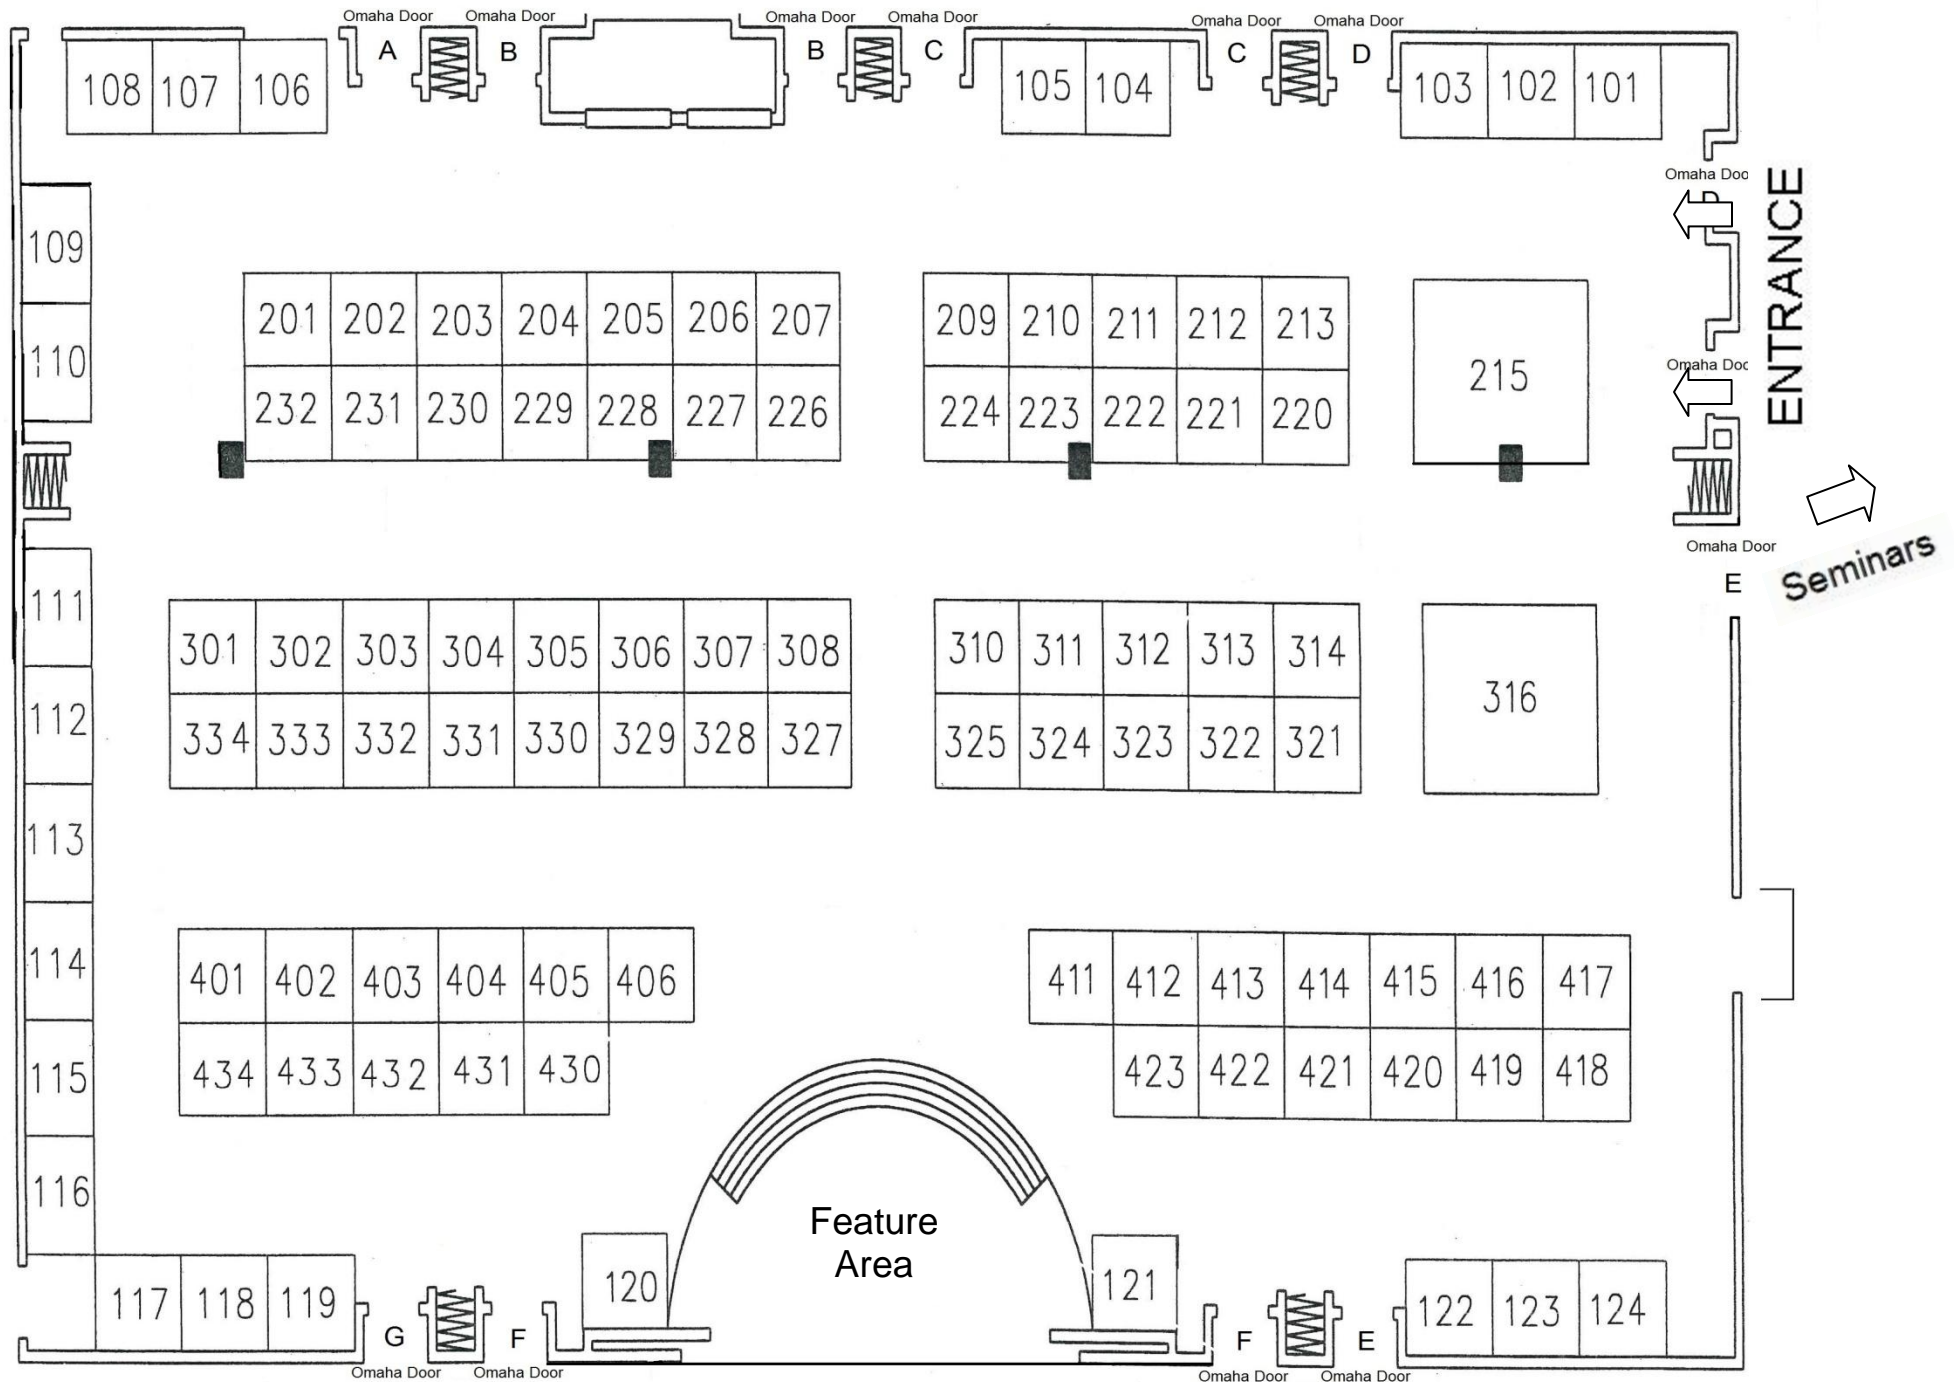 Omaha Door Omaha Door Omaha Door Omaha Door Omaha Door Omaha Door
A B B C C D
108 107 106 105 104 103 102 101
Omaha Doo
D
ENTRANCE
109
201 202 203 204 205 206 207 209 210 211 212 213
110
215
Omaha Doo
232 231 230 229 228 227 226 224 223 222 221 220
Omaha Door
E
Seminars
111
301 302 303 304 305 306 307 308 310 311 312 313 314
316
112
334 333 332 331 330 329 328 327 325 324 323 322 321
113
114
401 402 403 404 405 406 411 412 413 414 415 416 417
115
434 433 432 431 430 423 422 421 420 419 418
116
Feature
Area
120 121
117 118 119 122 123 124
G F F E
Omaha Door Omaha Door Omaha Door Omaha Door